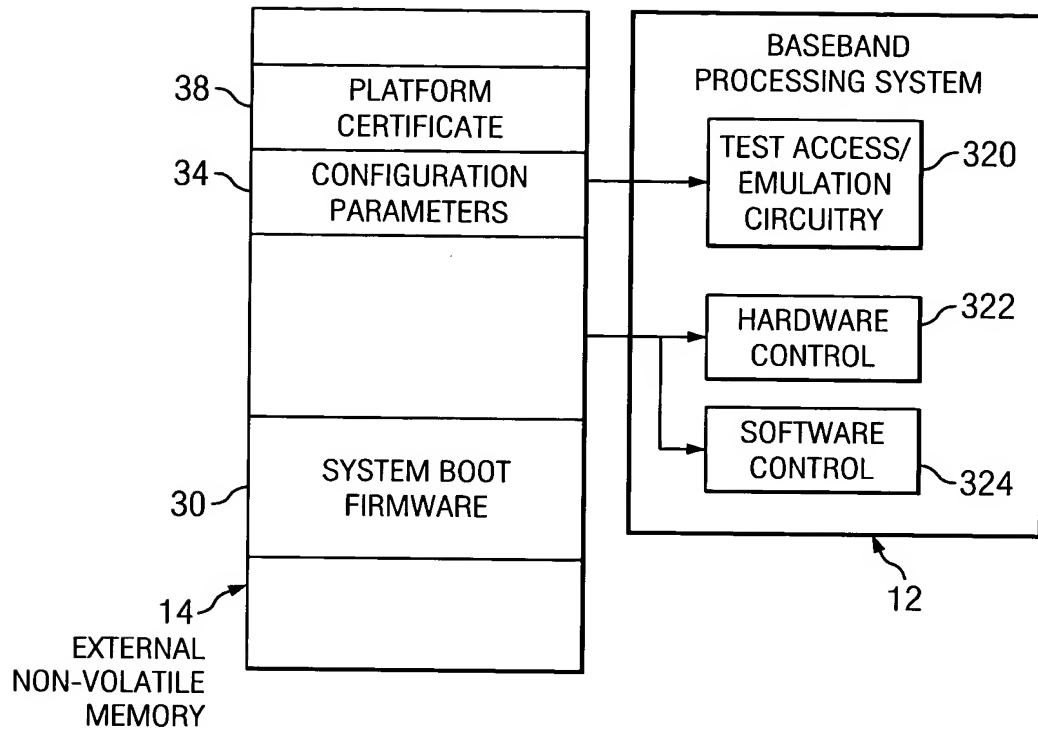 38
PLATFORM
CERTIFICATE
34
CONFIGURATION
PARAMETERS
30
SYSTEM BOOT
FIRMWARE
14
EXTERNAL
NON-VOLATILE
MEMORY
BASEBAND
PROCESSING SYSTEM
TEST ACCESS/
EMULATION
CIRCUITRY
320
HARDWARE
CONTROL
322
SOFTWARE
CONTROL
324
12